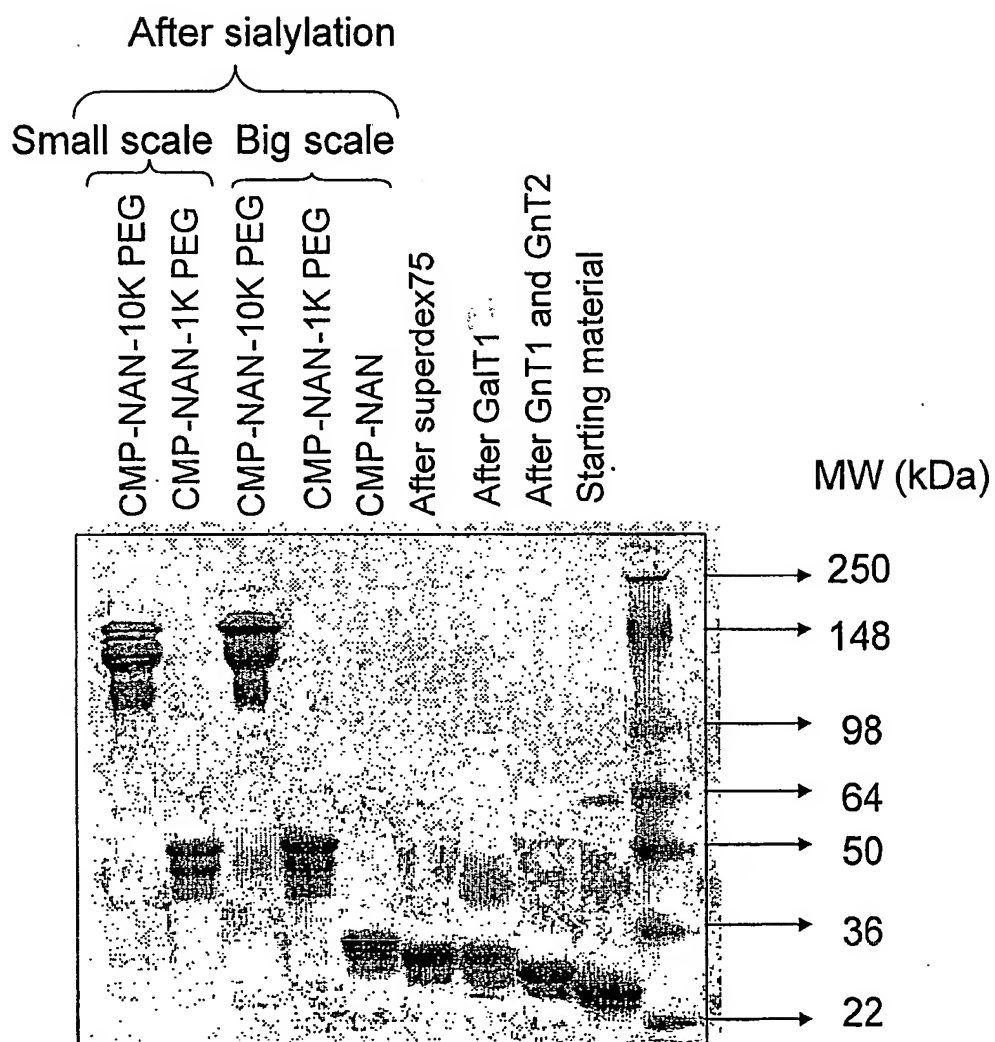 After sialylation
Small scale
Big scale
CMP-NAN-10K PEG
CMP-NAN-1K PEG
CMP-NAN-10K PEG
CMP-NAN-1K PEG
CMP-NAN
After superdex75
After GalT1
After GnT1 and GnT2
Starting material
MW (kDa)
250
148
98
64
50
36
22